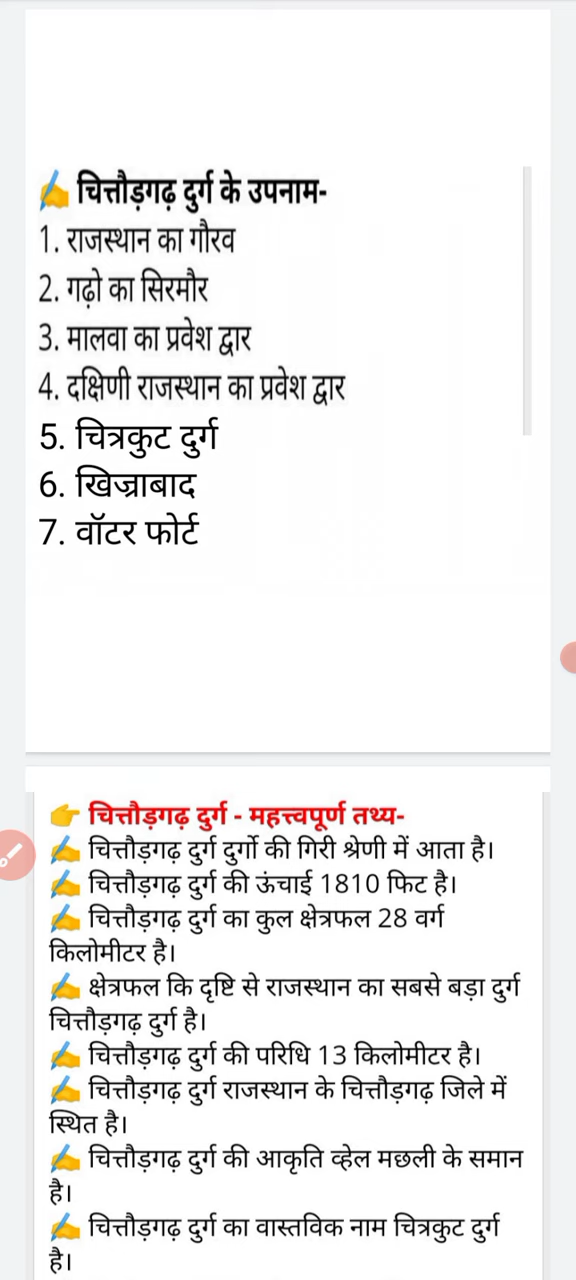 ✍️ चित्तौड़गढ़ दुर्ग के उपनाम-
1. राजस्थान का गौरव
2. गढ़ो का सिरमौर
3. मालवा का प्रवेश द्वार
4. दक्षिणी राजस्थान का प्रवेश द्वार
5. चित्रकुट दुर्ग
6. खिज्राबाद
7. वॉटर फोर्ट
👉 चित्तौड़गढ़ दुर्ग - महत्त्वपूर्ण तथ्य-
✍️ चित्तौड़गढ़ दुर्ग दुर्गो की गिरी श्रेणी में आता है।
✍️ चित्तौड़गढ़ दुर्ग की ऊंचाई 1810 फिट है।
✍️ चित्तौड़गढ़ दुर्ग का कुल क्षेत्रफल 28 वर्ग
किलोमीटर है।
✍️ क्षेत्रफल कि दृष्टि से राजस्थान का सबसे बड़ा दुर्ग
चित्तौड़गढ़ दुर्ग है।
✍️ चित्तौड़गढ़ दुर्ग की परिधि 13 किलोमीटर है।
✍️ चित्तौड़गढ़ दुर्ग राजस्थान के चित्तौड़गढ़ जिले में
स्थित है।
✍️ चित्तौड़गढ़ दुर्ग की आकृति व्हेल मछली के समान
है।
✍️ चित्तौड़गढ़ दुर्ग का वास्तविक नाम चित्रकुट दुर्ग
है।